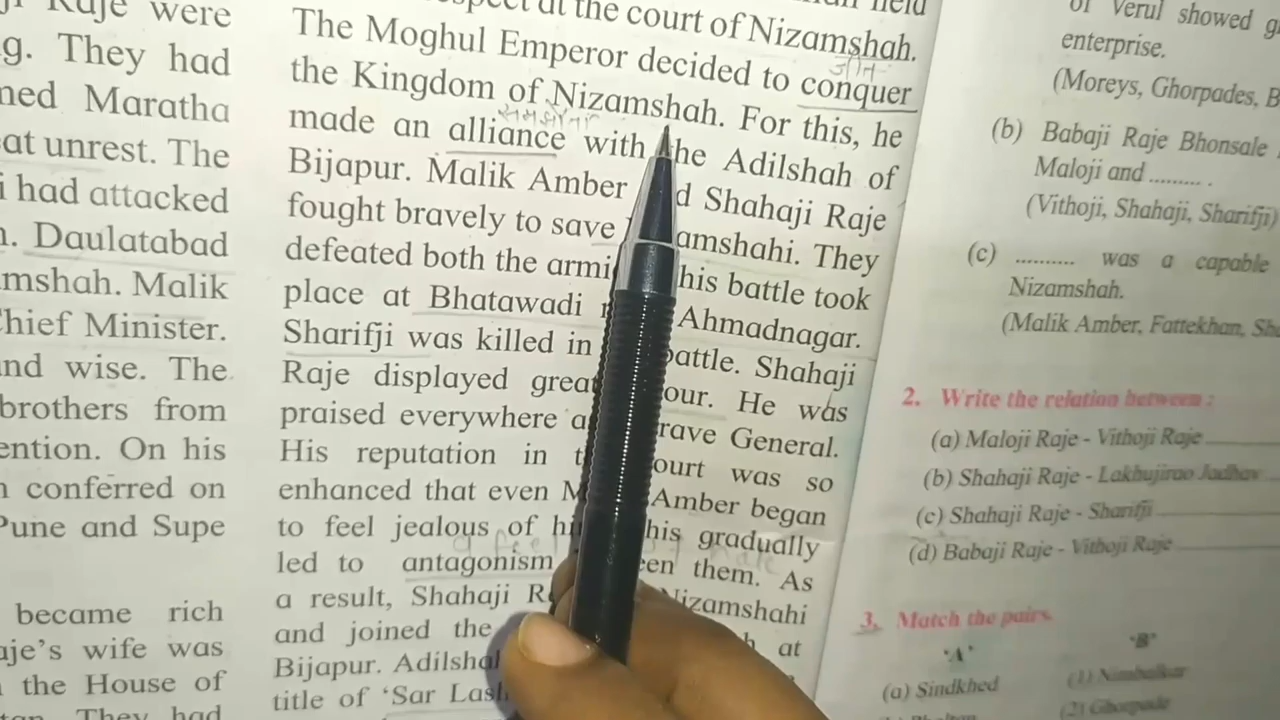 Raje were
g. They had
ned Maratha
at unrest. The
i had attacked
n. Daulatabad
mshah. Malik
Chief Minister.
nd wise. The
brothers from
ention. On his
n conferred on
Pune and Supe
became rich
aje's wife was
the House of
They had
at the court of Nizamshah.
The Moghul Emperor decided to conquer
जीत
the Kingdom of Nizamshah. For this, he
समझौता
made an alliance with the Adilshah of
Bijapur. Malik Amber d Shahaji Raje
fought bravely to save amshahi. They
defeated both the armi his battle took
place at Bhatawadi Ahmadnagar.
Sharifji was killed in battle. Shahaji
Raje displayed grea our. He was
praised everywhere a rave General.
His reputation in t ourt was so
enhanced that even M Amber began
to feel jealous of hi his gradually
led to antagonism een them. As
a result, Shahaji R Nizamshahi
and joined the at
Bijapur. Adilshah
title of 'Sar Lash
of Verul showed g
enterprise.
(Moreys, Ghorpades, B
(b) Babaji Raje Bhonsale
Maloji and ......... .
(Vithoji, Shahaji, Sharifji)
(c) .......... was a capable
Nizamshah.
(Malik Amber, Fattekhan, Sh
2. Write the relation between :
(a) Maloji Raje - Vithoji Raje
(b) Shahaji Raje - Lakhujirao Jadhav
(c) Shahaji Raje - Sharifji
(d) Babaji Raje - Vithoji Raje
3. Match the pairs.
'A' 'B'
(a) Sindkhed (1) Nimbalkar
(2) Ghorpade